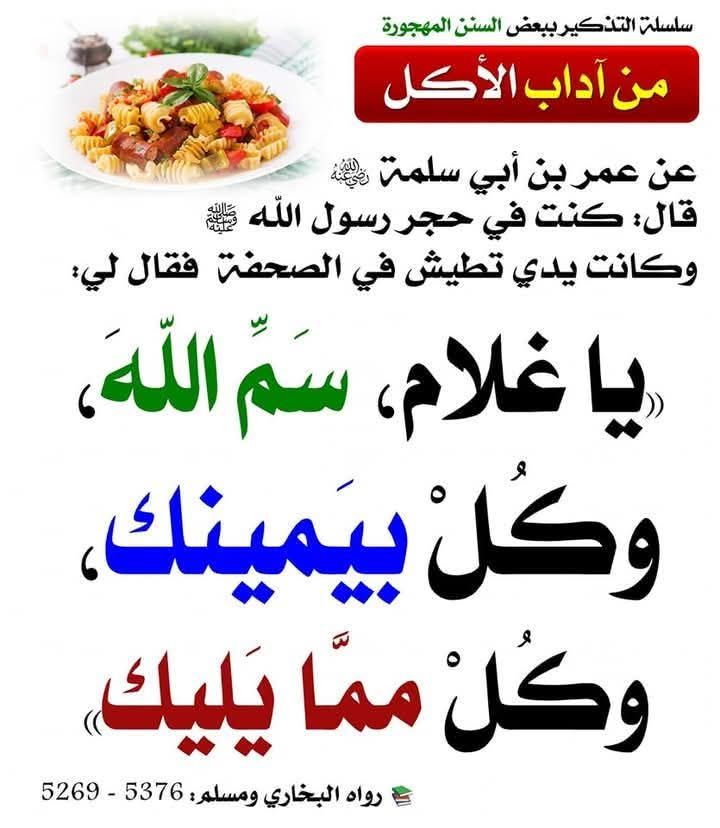 سلسلة التذكير ببعض السنن المهجورة
من آداب الأكل
عن عمر بن أبي سلمة رضي الله عنه
قال: كنت في حجر رسول الله ﷺ
وكانت يدي تطيش في الصحفة فقال لي:
((يا غلام، سَمِّ اللّهَ،
وكُلْ بيَمينك،
وكُلْ ممَّا يَليك))
رواه البخاري ومسلم: 5376 - 5269